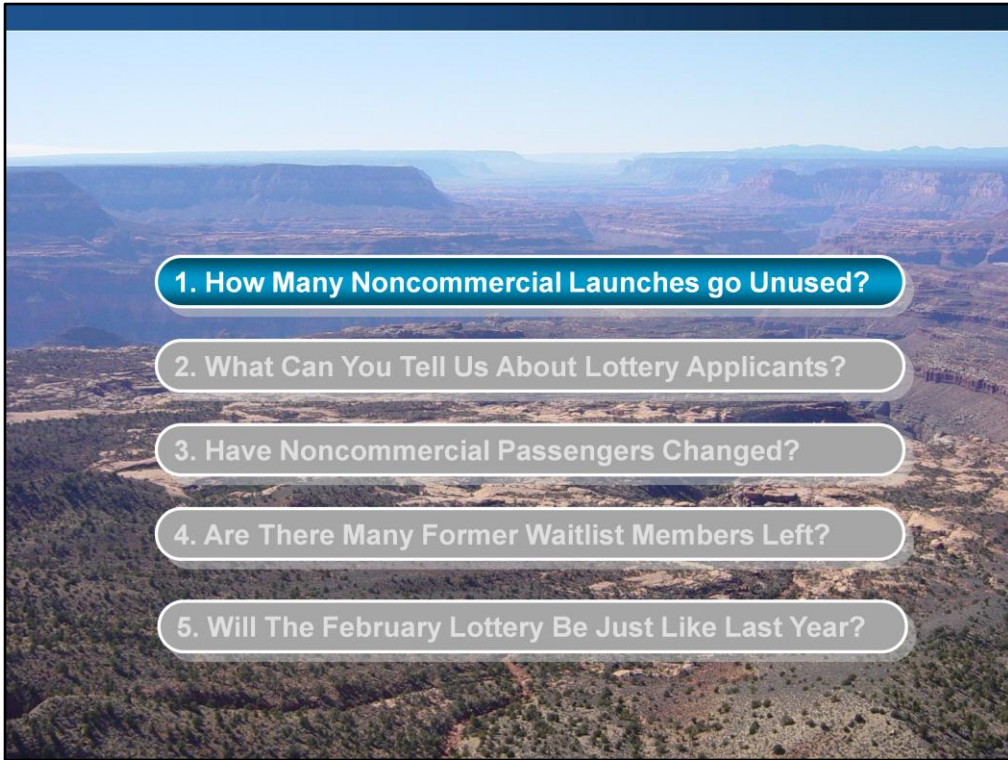 1. How Many Noncommercial Launches go Unused?
2. What Can You Tell Us About Lottery Applicants?
3. Have Noncommercial Passengers Changed?
4. Are There Many Former Waitlist Members Left?
5. Will The February Lottery Be Just Like Last Year?